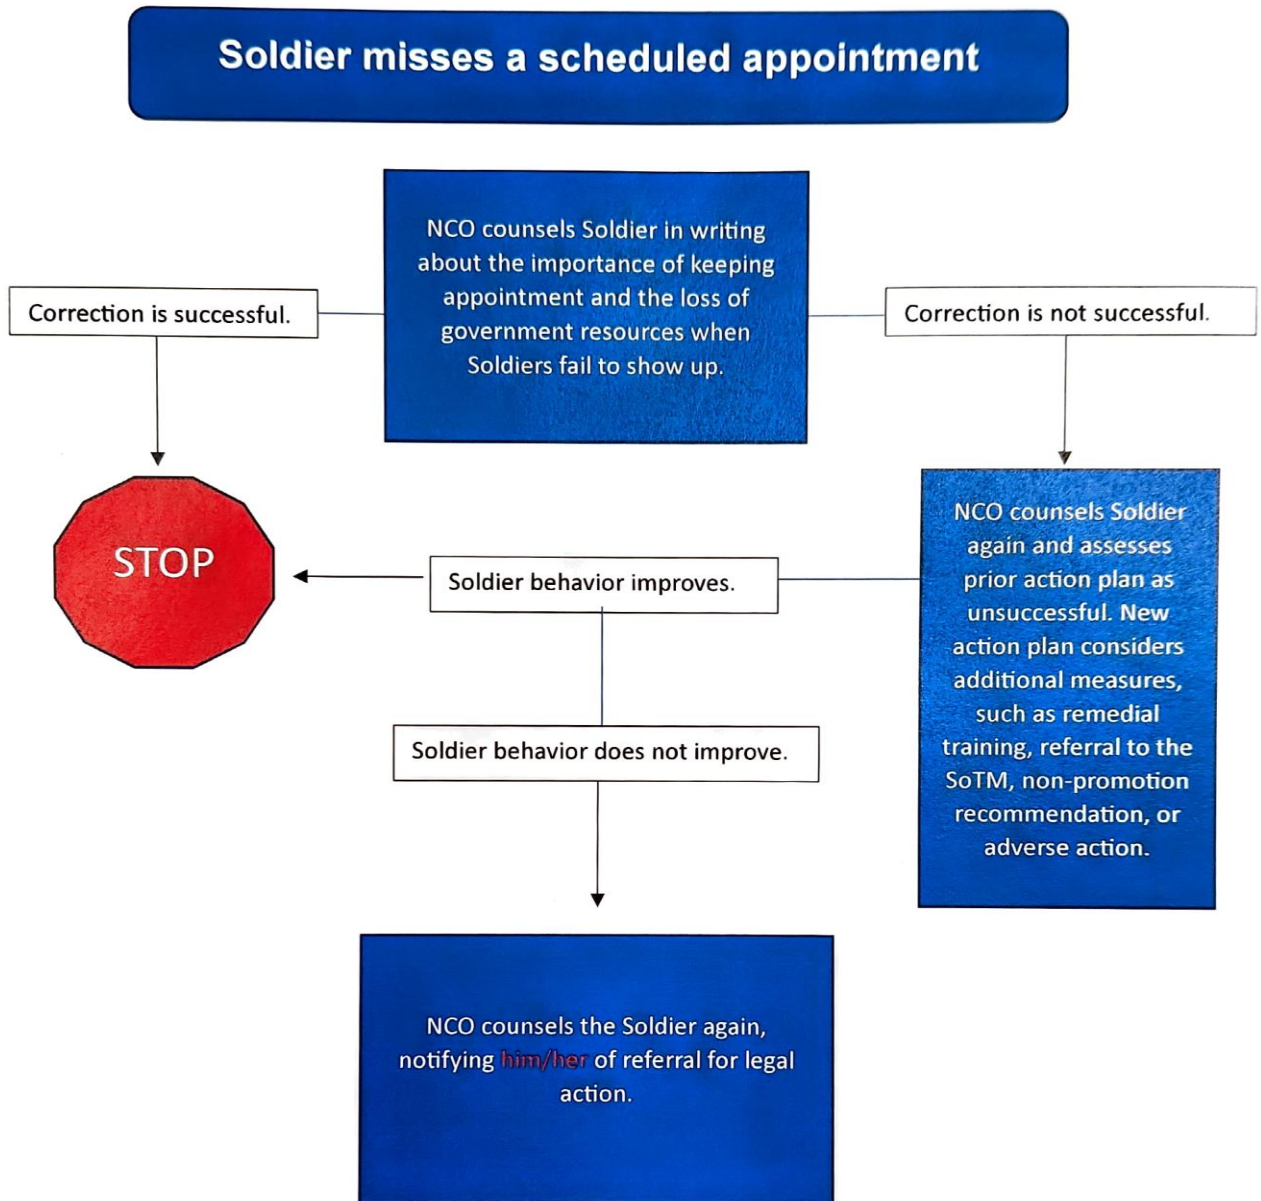 Soldier misses a scheduled appointment
NCO counsels Soldier in writing
about the importance of keeping
appointment and the loss of
government resources when
Soldiers fail to show up.
Correction is successful.
Correction is not successful.
STOP
Soldier behavior improves.
NCO counsels Soldier
again and assesses
prior action plan as
unsuccessful. New
action plan considers
additional measures,
such as remedial
training, referral to the
SoTM, non-promotion
recommendation, or
adverse action.
Soldier behavior does not improve.
NCO counsels the Soldier again,
notifying him/her of referral for legal
action.